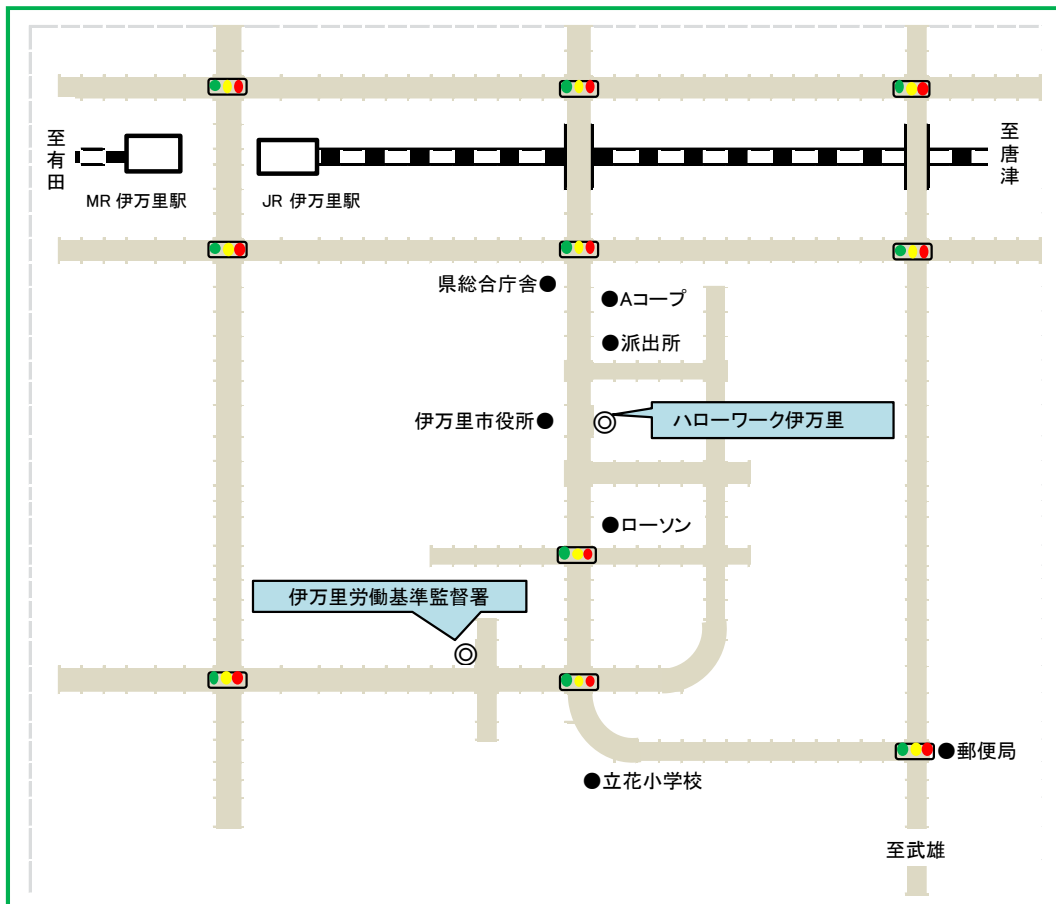 至有田
至唐津
MR 伊万里駅
JR 伊万里駅
県総合庁舎●
●Aコープ
●派出所
伊万里市役所●
ハローワーク伊万里
●ローソン
伊万里労働基準監督署
●郵便局
●立花小学校
至武雄